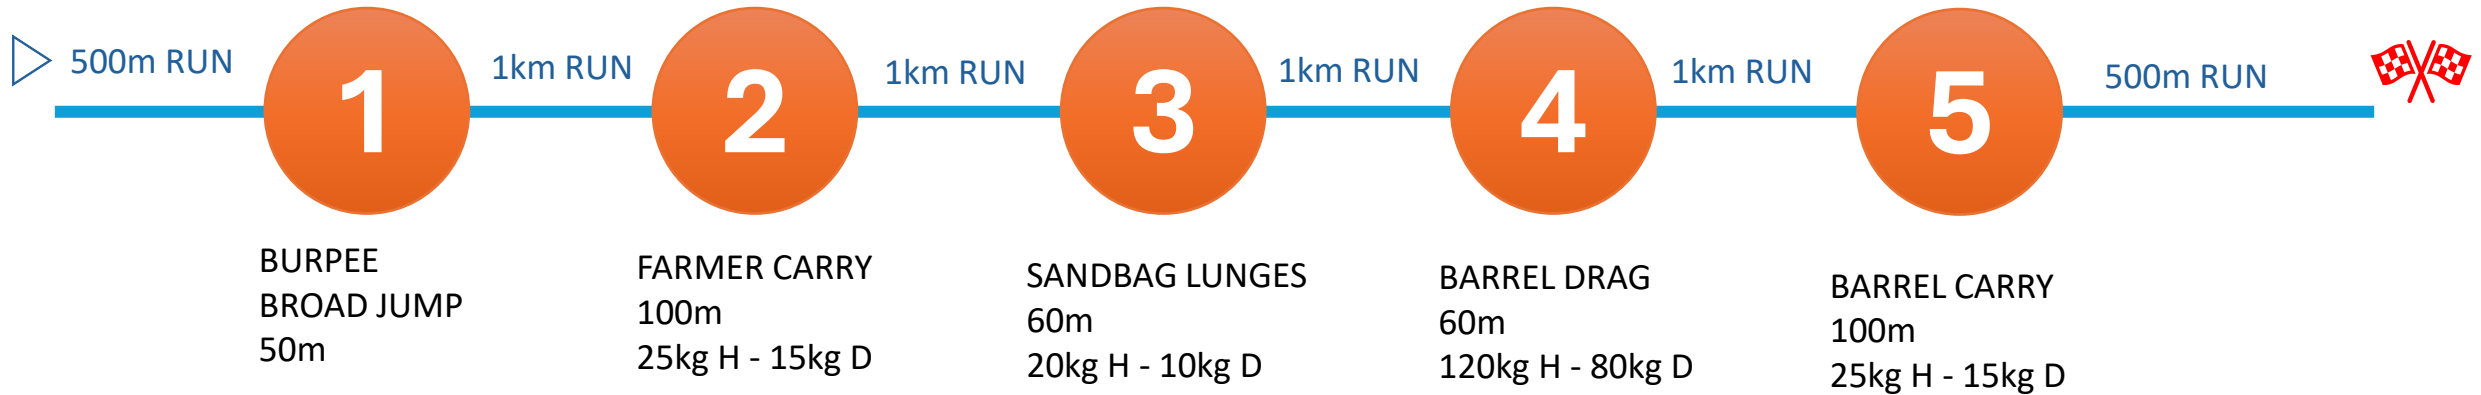 500m RUN
1
1km RUN
2
1km RUN
3
1km RUN
4
1km RUN
5
500m RUN
BURPEE
BROAD JUMP
50m
FARMER CARRY
100m
25kg H - 15kg D
SANDBAG LUNGES
60m
20kg H - 10kg D
BARREL DRAG
60m
120kg H - 80kg D
BARREL CARRY
100m
25kg H - 15kg D